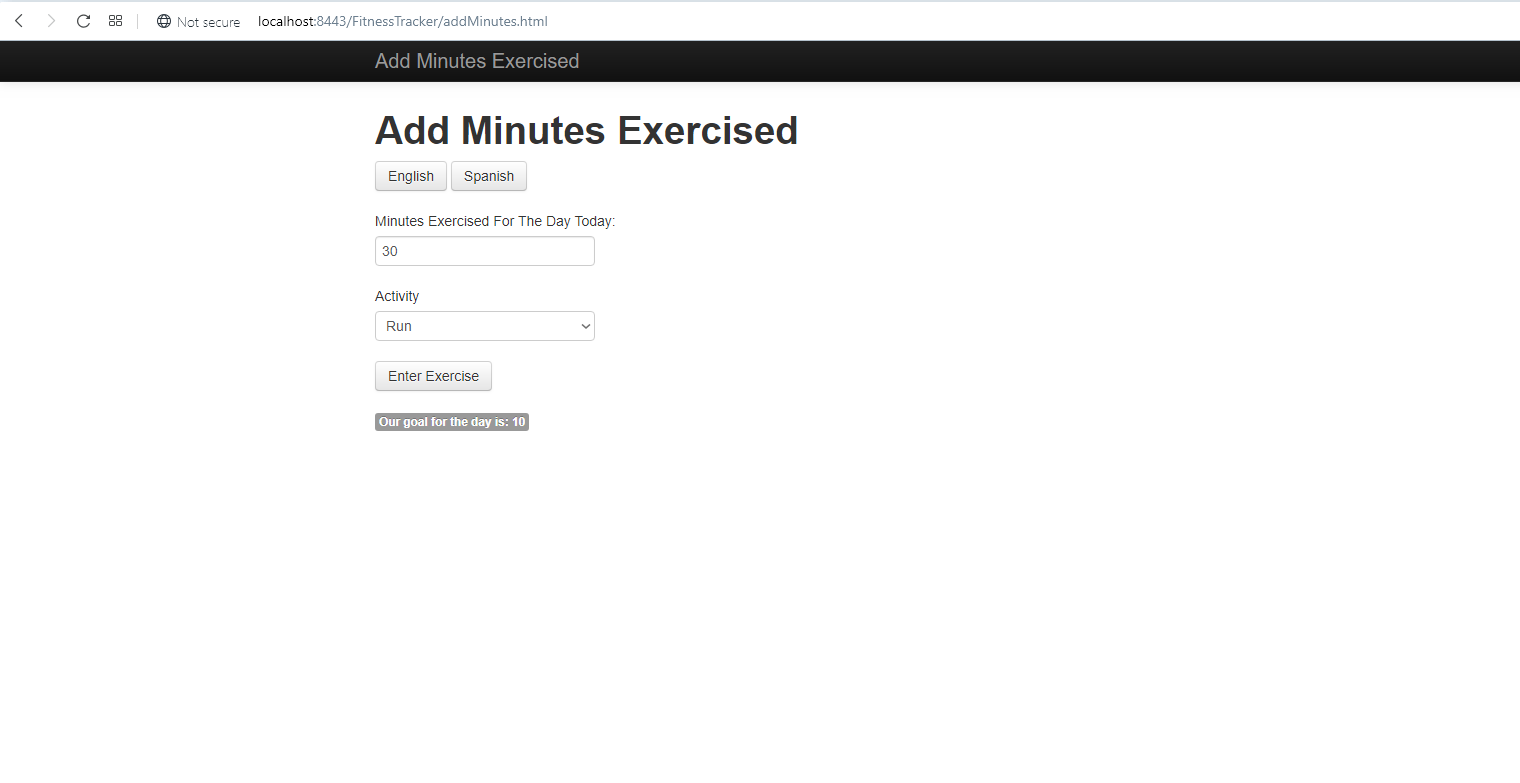 Not secure localhost:8443/FitnessTracker/addMinutes.html
Add Minutes Exercised
Add Minutes Exercised
English Spanish
Minutes Exercised For The Day Today:
30
Activity
Run
Enter Exercise
Our goal for the day is: 10